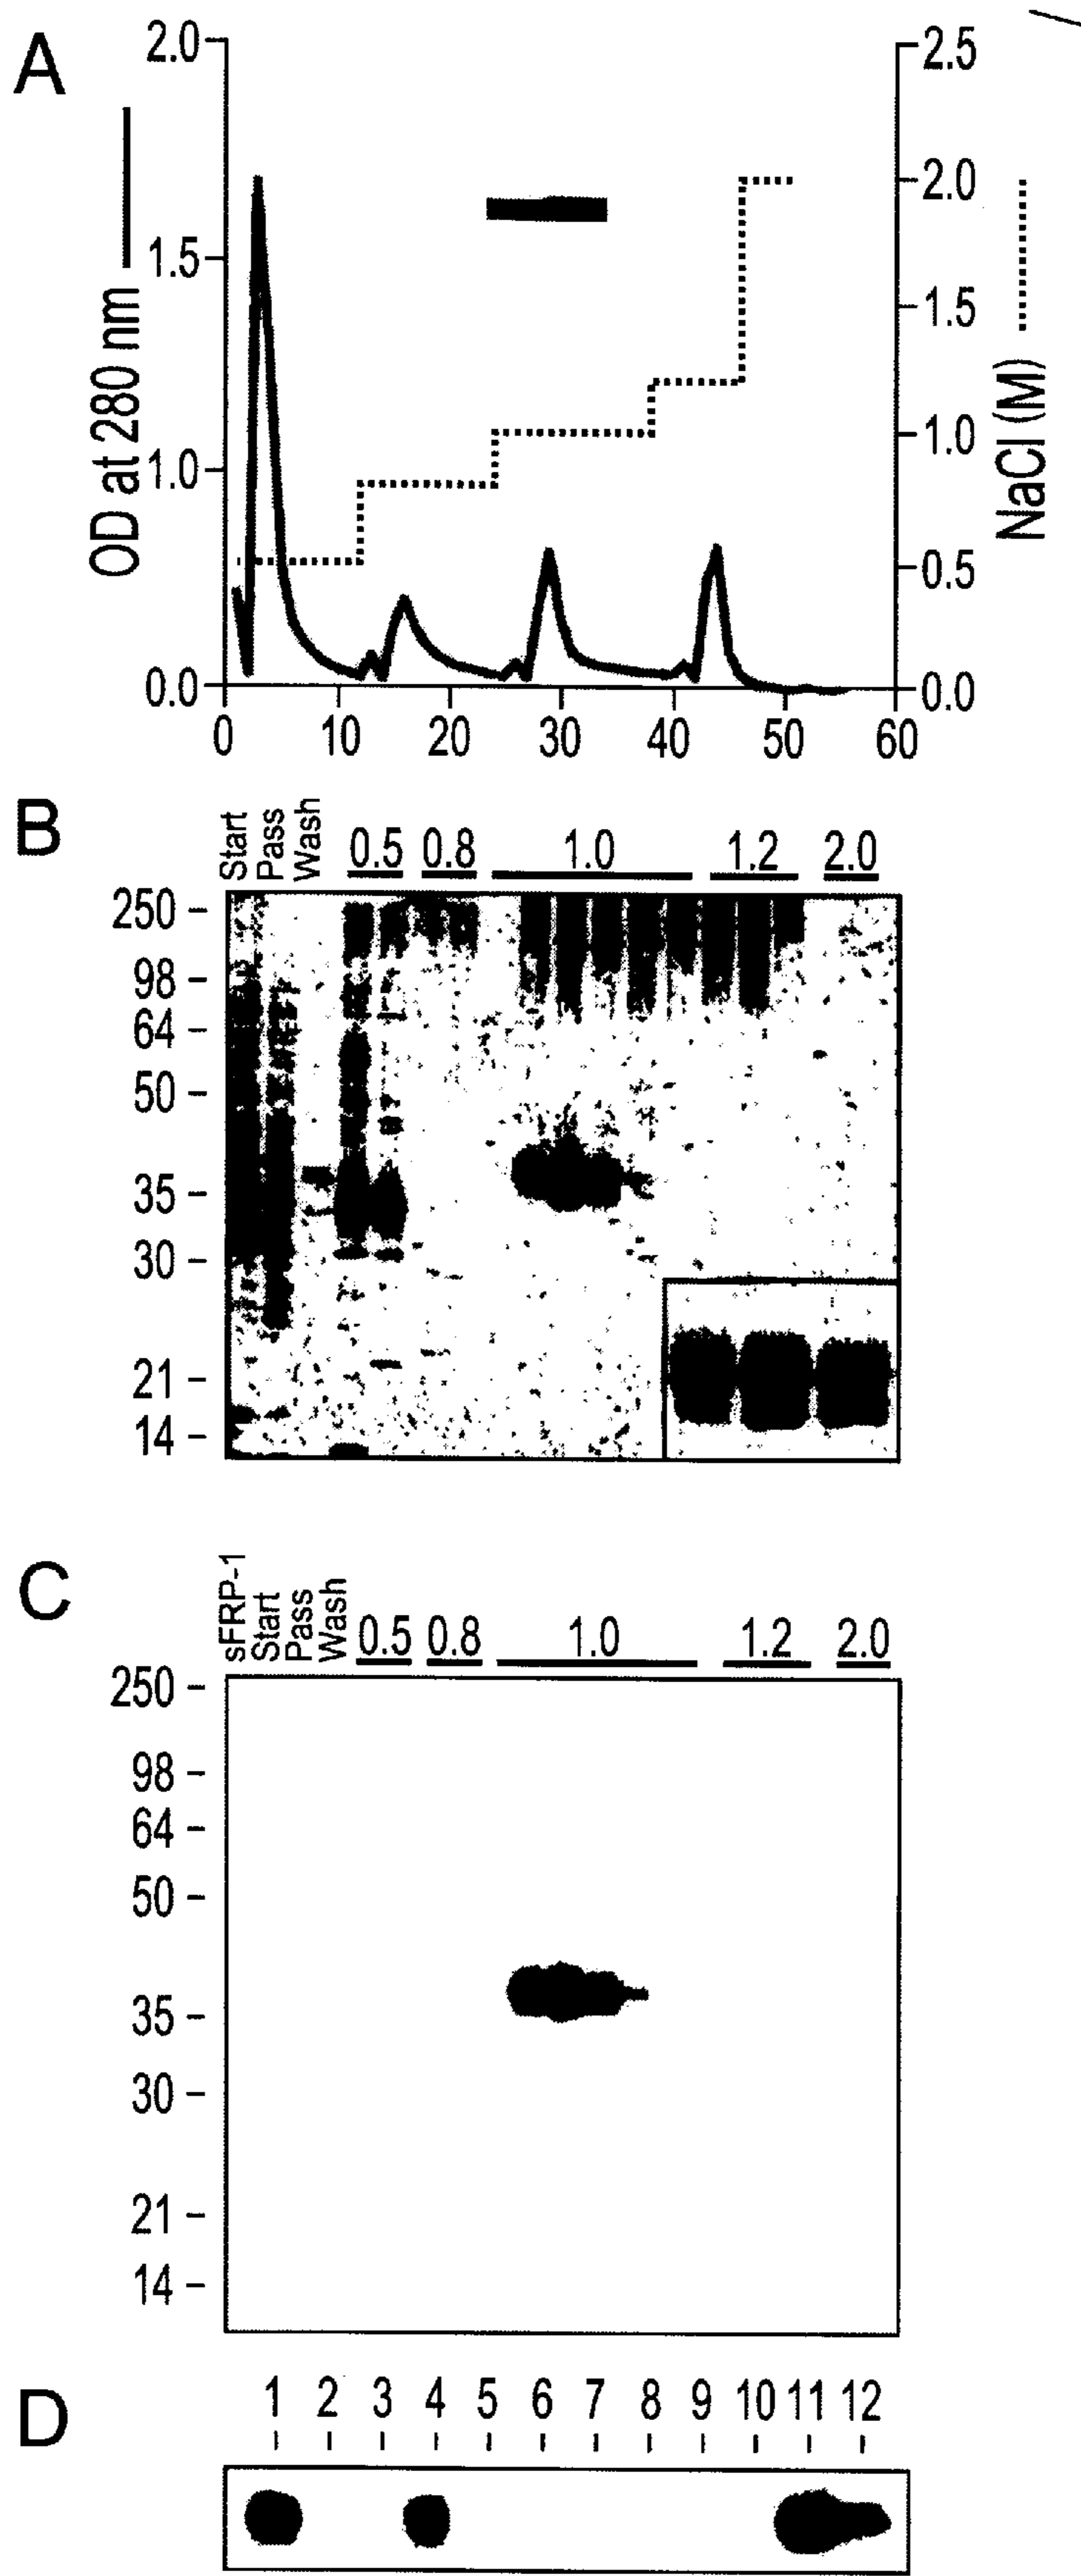 A
OD at 280 nm
2.0
1.5
1.0
0.0
2.5
2.0
1.5
1.0
0.5
0.0
NaCl (M)
0 10 20 30 40 50 60
B
Start Pass Wash 0.5 0.8 1.0 1.2 2.0
250
98
64
50
35
30
21
14
C
sFRP-1 Start Pass Wash 0.5 0.8 1.0 1.2 2.0
250
98
64
50
35
30
21
14
D
1 2 3 4 5 6 7 8 9 10 11 12